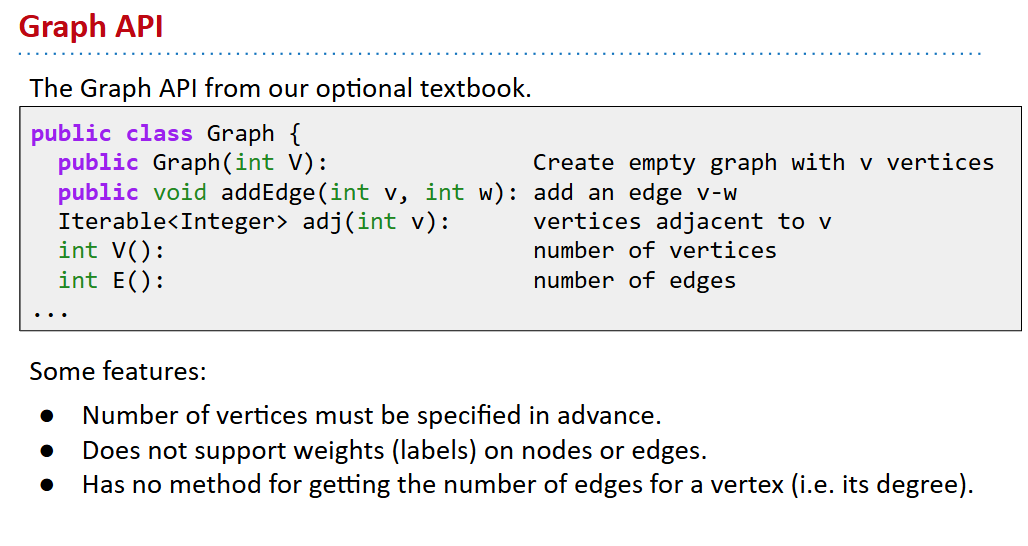 Graph API
The Graph API from our optional textbook.
public class Graph {
  public Graph(int V):               Create empty graph with v vertices
  public void addEdge(int v, int w): add an edge v-w
  Iterable<Integer> adj(int v):      vertices adjacent to v
  int V():                           number of vertices
  int E():                           number of edges
...
Some features:
● Number of vertices must be specified in advance.
● Does not support weights (labels) on nodes or edges.
● Has no method for getting the number of edges for a vertex (i.e. its degree).